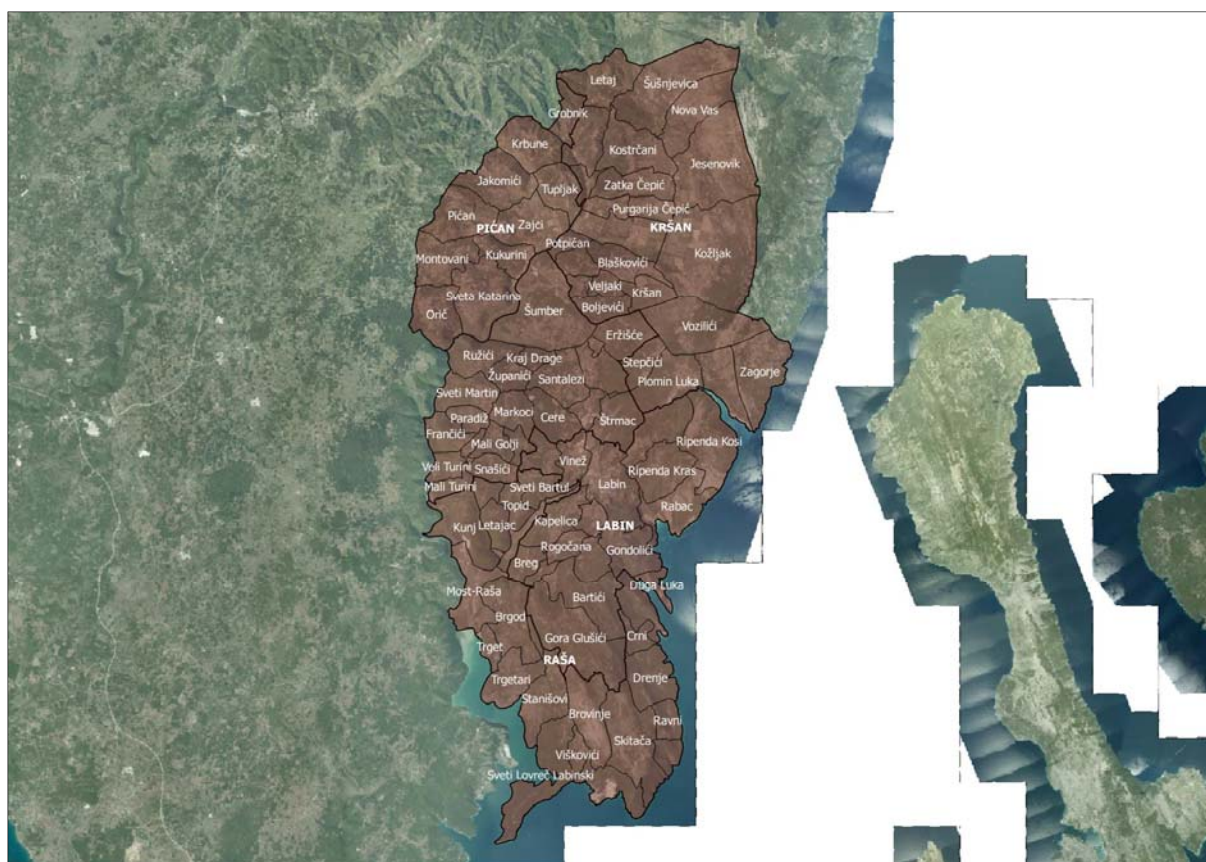 Letaj
Šušnjevica
Grobnik
Nova Vas
Krbune
Kostrčani
Jesenovik
Jakomići
Tupljak
Zatka Čepić
Purgarija Čepić
Pićan
PIĆAN
Zajci
KRŠAN
Potpićan
Montovani
Kukurini
Blaškovići
Kožljak
Veljaki
Kršan
Sveta Katarina
Boljevići
Orič
Šumber
Vozilići
Eržišće
Ružići
Kraj Drage
Stepčići
Zagorje
Županići
Santalezi
Plomin Luka
Sveti Martin
Paradiž
Markoci
Cere
Štrmac
Frančići
Mali Golji
Ripenda Kosi
Veli Turini
Snašići
Vinež
Ripenda Kras
Mali Turini
Sveti Bartul
Labin
Topid
Rabac
Kunj
Letajac
Kapelica
LABIN
Rogočana
Gondolići
Breg
Duga Luka
Most-Raša
Bartići
Brgod
Gora Glušići
Crni
Trget
RAŠA
Trgetari
Drenje
Stanišovi
Brovinje
Ravni
Skitača
Viškovići
Sveti Lovreč Labinski